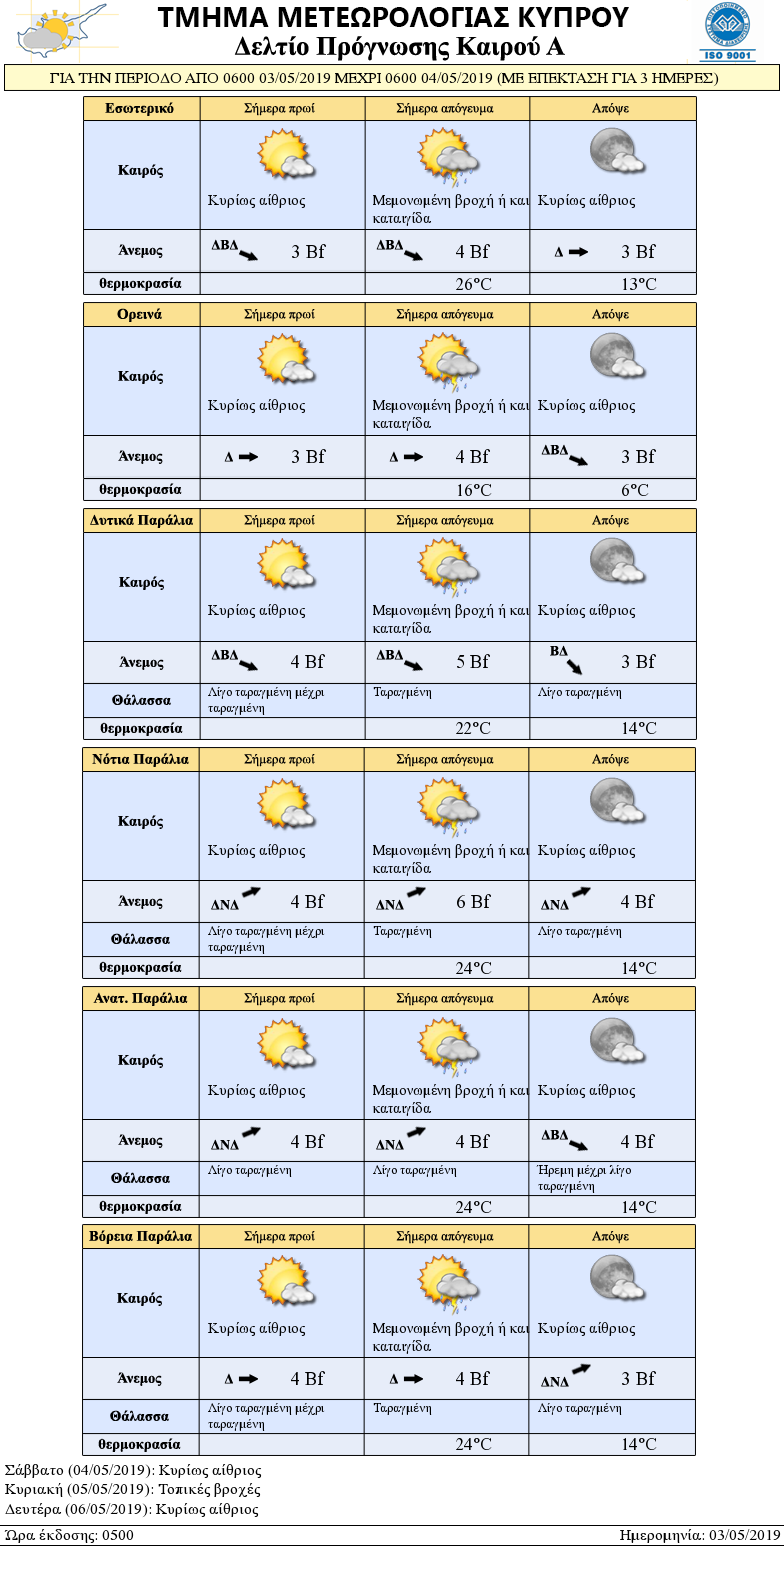 ΤΜΗΜΑ ΜΕΤΕΩΡΟΛΟΓΙΑΣ ΚΥΠΡΟΥ
Δελτίο Πρόγνωσης Καιρού Α
ISO 9001
ΓΙΑ ΤΗΝ ΠΕΡΙΟΔΟ ΑΠΟ 0600 03/05/2019 ΜΕΧΡΙ 0600 04/05/2019 (ΜΕ ΕΠΕΚΤΑΣΗ ΓΙΑ 3 ΗΜΕΡΕΣ)
Εσωτερικό Σήμερα πρωί Σήμερα απόγευμα Απόψε
Καιρός
Κυρίως αίθριος Μεμονωμένη βροχή ή και Κυρίως αίθριος
καταιγίδα
Άνεμος ΔΒΔ 3 Bf ΔΒΔ 4 Bf Δ 3 Bf
θερμοκρασία 26°C 13°C
Ορεινά Σήμερα πρωί Σήμερα απόγευμα Απόψε
Καιρός
Κυρίως αίθριος Μεμονωμένη βροχή ή και Κυρίως αίθριος
καταιγίδα
Άνεμος Δ 3 Bf Δ 4 Bf ΔΒΔ 3 Bf
θερμοκρασία 16°C 6°C
Δυτικά Παράλια Σήμερα πρωί Σήμερα απόγευμα Απόψε
Καιρός
Κυρίως αίθριος Μεμονωμένη βροχή ή και Κυρίως αίθριος
καταιγίδα
Άνεμος ΔΒΔ 4 Bf ΔΒΔ 5 Bf ΒΔ 3 Bf
Θάλασσα Λίγο ταραγμένη μέχρι Ταραγμένη Λίγο ταραγμένη
ταραγμένη
θερμοκρασία 22°C 14°C
Νότια Παράλια Σήμερα πρωί Σήμερα απόγευμα Απόψε
Καιρός
Κυρίως αίθριος Μεμονωμένη βροχή ή και Κυρίως αίθριος
καταιγίδα
Άνεμος ΔΝΔ 4 Bf ΔΝΔ 6 Bf ΔΝΔ 4 Bf
Θάλασσα Λίγο ταραγμένη μέχρι Ταραγμένη Λίγο ταραγμένη
ταραγμένη
θερμοκρασία 24°C 14°C
Ανατ. Παράλια Σήμερα πρωί Σήμερα απόγευμα Απόψε
Καιρός
Κυρίως αίθριος Μεμονωμένη βροχή ή και Κυρίως αίθριος
καταιγίδα
Άνεμος ΔΝΔ 4 Bf ΔΝΔ 4 Bf ΔΒΔ 4 Bf
Θάλασσα Λίγο ταραγμένη Λίγο ταραγμένη Ήρεμη μέχρι λίγο
ταραγμένη
θερμοκρασία 24°C 14°C
Βόρεια Παράλια Σήμερα πρωί Σήμερα απόγευμα Απόψε
Καιρός
Κυρίως αίθριος Μεμονωμένη βροχή ή και Κυρίως αίθριος
καταιγίδα
Άνεμος Δ 4 Bf Δ 4 Bf ΔΝΔ 3 Bf
Θάλασσα Λίγο ταραγμένη μέχρι Ταραγμένη Λίγο ταραγμένη
ταραγμένη
θερμοκρασία 24°C 14°C
Σάββατο (04/05/2019): Κυρίως αίθριος
Κυριακή (05/05/2019): Τοπικές βροχές
Δευτέρα (06/05/2019): Κυρίως αίθριος
Ώρα έκδοσης: 0500 Ημερομηνία: 03/05/2019